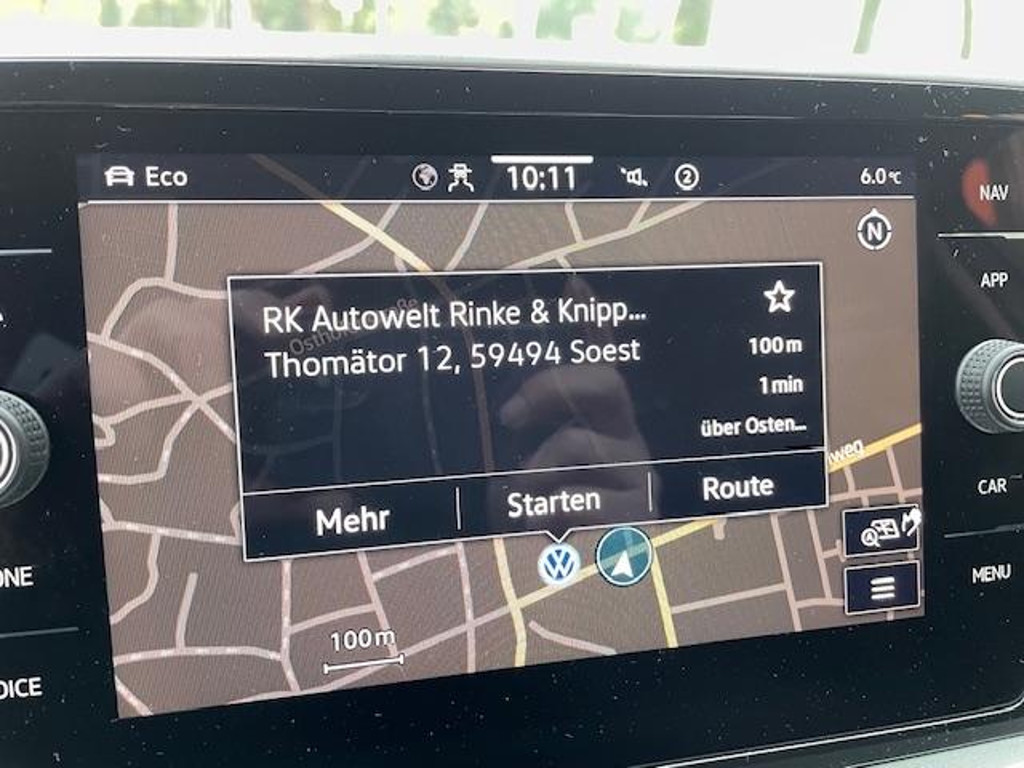 Eco
10:11
2
6.0°C
NAV
N
APP
RK Autowelt Rinke & Knipp...
Thomätor 12, 59494 Soest
100 m
1 min
über Osten...
Mehr
Starten
Route
weg
CAR
MENU
ONE
OICE
100 m